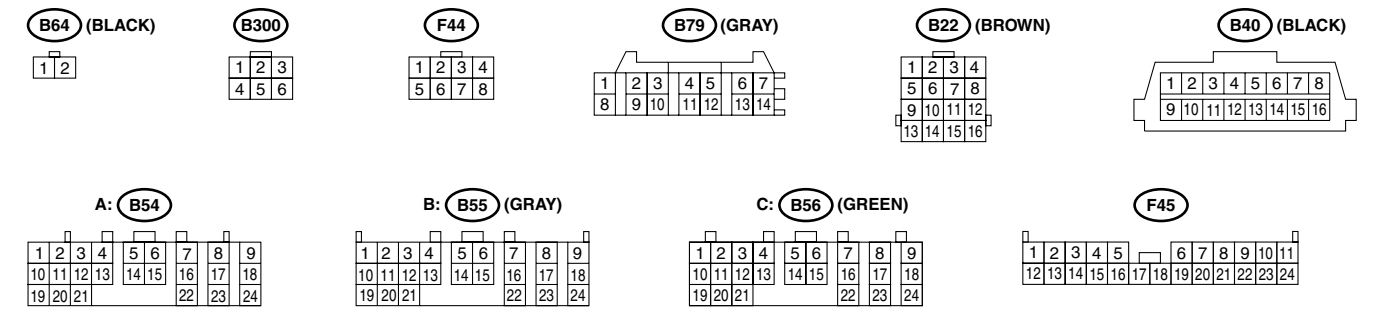 B64 (BLACK) B300 F44 B79 (GRAY) B22 (BROWN) B40 (BLACK)
1 2
1 2 3
4 5 6
1 2 3 4
5 6 7 8
1 2 3 4 5 6 7
8 9 10 11 12 13 14
1 2 3 4
5 6 7 8
9 10 11 12
13 14 15 16
1 2 3 4 5 6 7 8
9 10 11 12 13 14 15 16
A: B54 B: B55 (GRAY) C: B56 (GREEN) F45
1 2 3 4 5 6 7 8 9
10 11 12 13 14 15 16 17 18
19 20 21 22 23 24
1 2 3 4 5 6 7 8 9
10 11 12 13 14 15 16 17 18
19 20 21 22 23 24
1 2 3 4 5 6 7 8 9
10 11 12 13 14 15 16 17 18
19 20 21 22 23 24
1 2 3 4 5 6 7 8 9 10 11
12 13 14 15 16 17 18 19 20 21 22 23 24